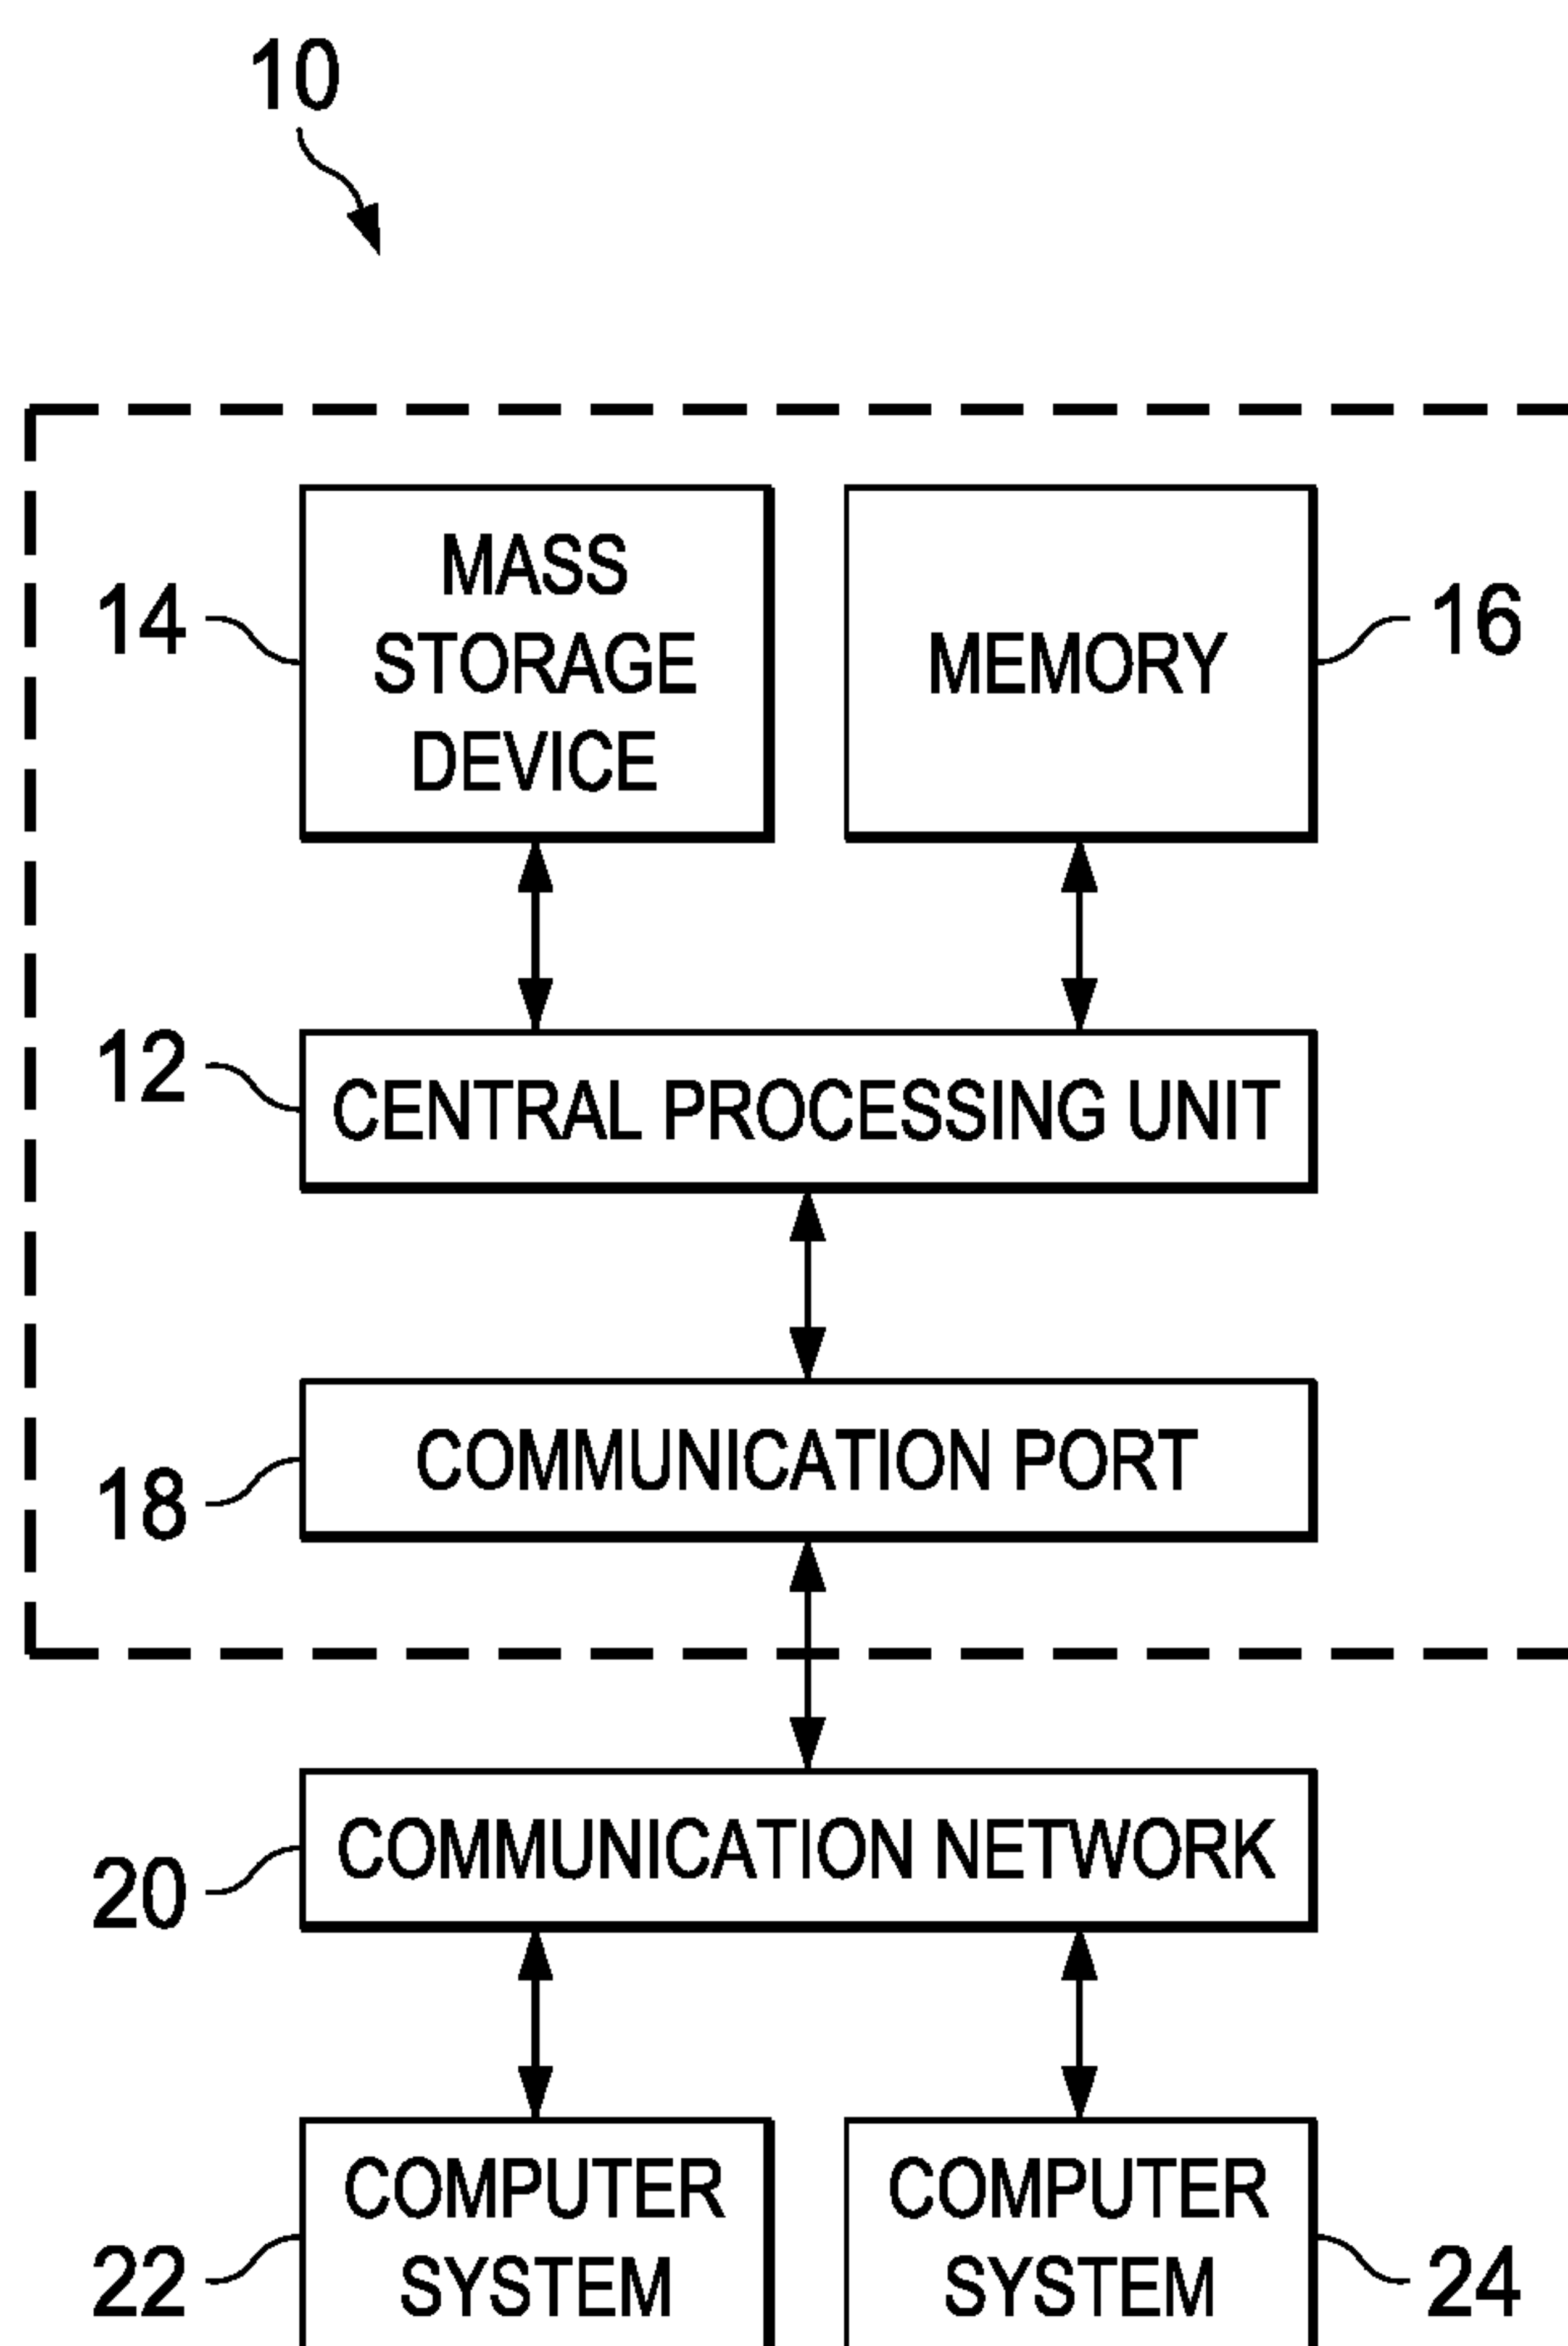 10
MASS
STORAGE
DEVICE
14
MEMORY
16
12
CENTRAL PROCESSING UNIT
COMMUNICATION PORT
18
COMMUNICATION NETWORK
20
COMPUTER
SYSTEM
22
COMPUTER
SYSTEM
24